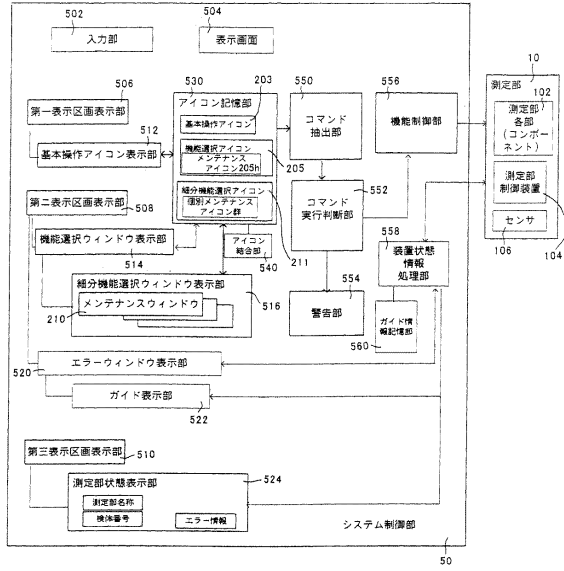 502
入力部
504
表示画面
506
第一表示区画表示部
512
基本操作アイコン表示部
530
アイコン記憶部
203
基本操作アイコン
機能選択アイコン
メンテナンス
アイコン205h
205
細分機能選択アイコン
個別メンテナンス
アイコン群
211
550
コマンド
抽出部
552
コマンド
実行判断部
554
警告部
556
機能制御部
10
測定部
102
測定部
各部
(コンポー
ネント)
測定部
制御装置
センサ
106
104
第二表示区画表示部
508
機能選択ウィンドウ表示部
514
アイコン
結合部
540
558
装置状態
情報
処理部
細分機能選択ウィンドウ表示部
メンテナンスウィンドウ
210
516
ガイド情
報記憶部
560
エラーウィンドウ表示部
520
ガイド表示部
522
第三表示区画表示部
510
測定部状態表示部
524
測定部名称
検体番号
エラー情報
システム制御部
50